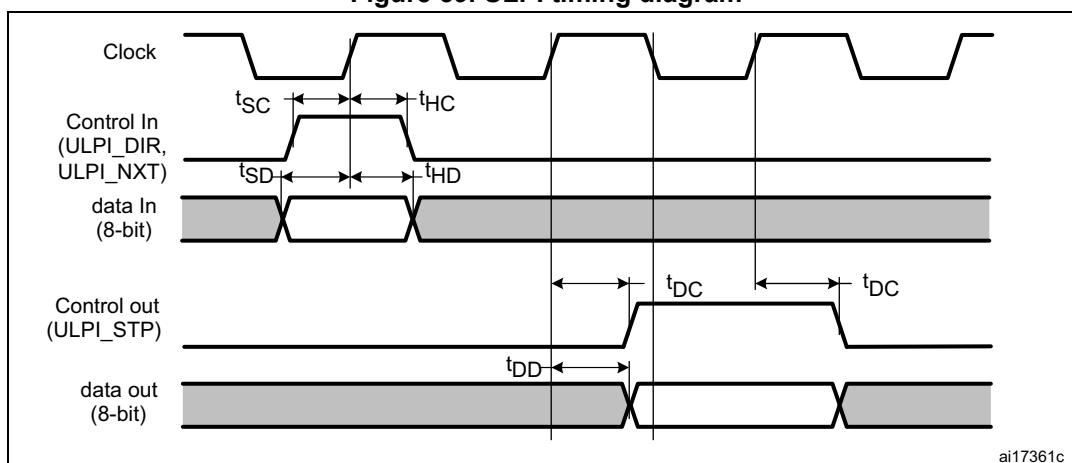 Clock
tSC
tHC
Control In
(ULPI_DIR,
ULPI_NXT)
tSD
tHD
data In
(8-bit)
tDC
tDC
Control out
(ULPI_STP)
tDD
data out
(8-bit)
ai17361c